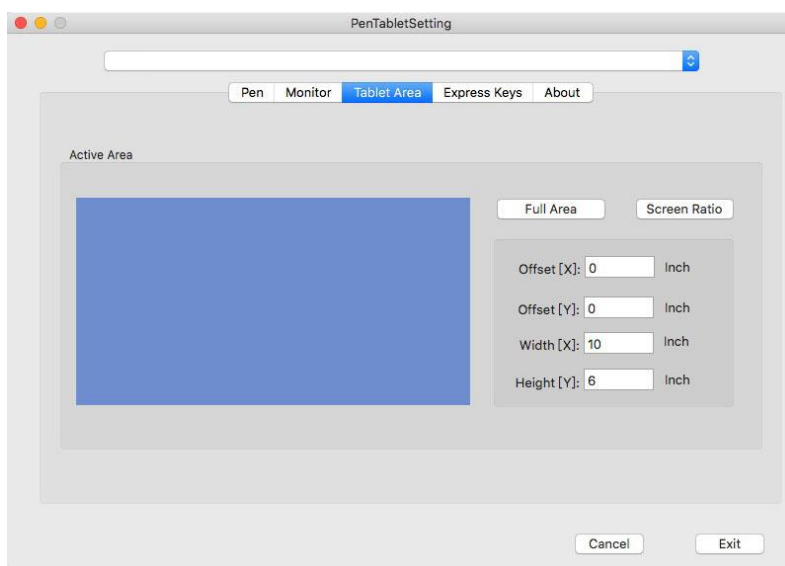 PenTabletSetting
Pen Monitor Tablet Area Express Keys About
Active Area
Full Area Screen Ratio
Offset [X]: 0 Inch
Offset [Y]: 0 Inch
Width [X]: 10 Inch
Height [Y]: 6 Inch
Cancel Exit